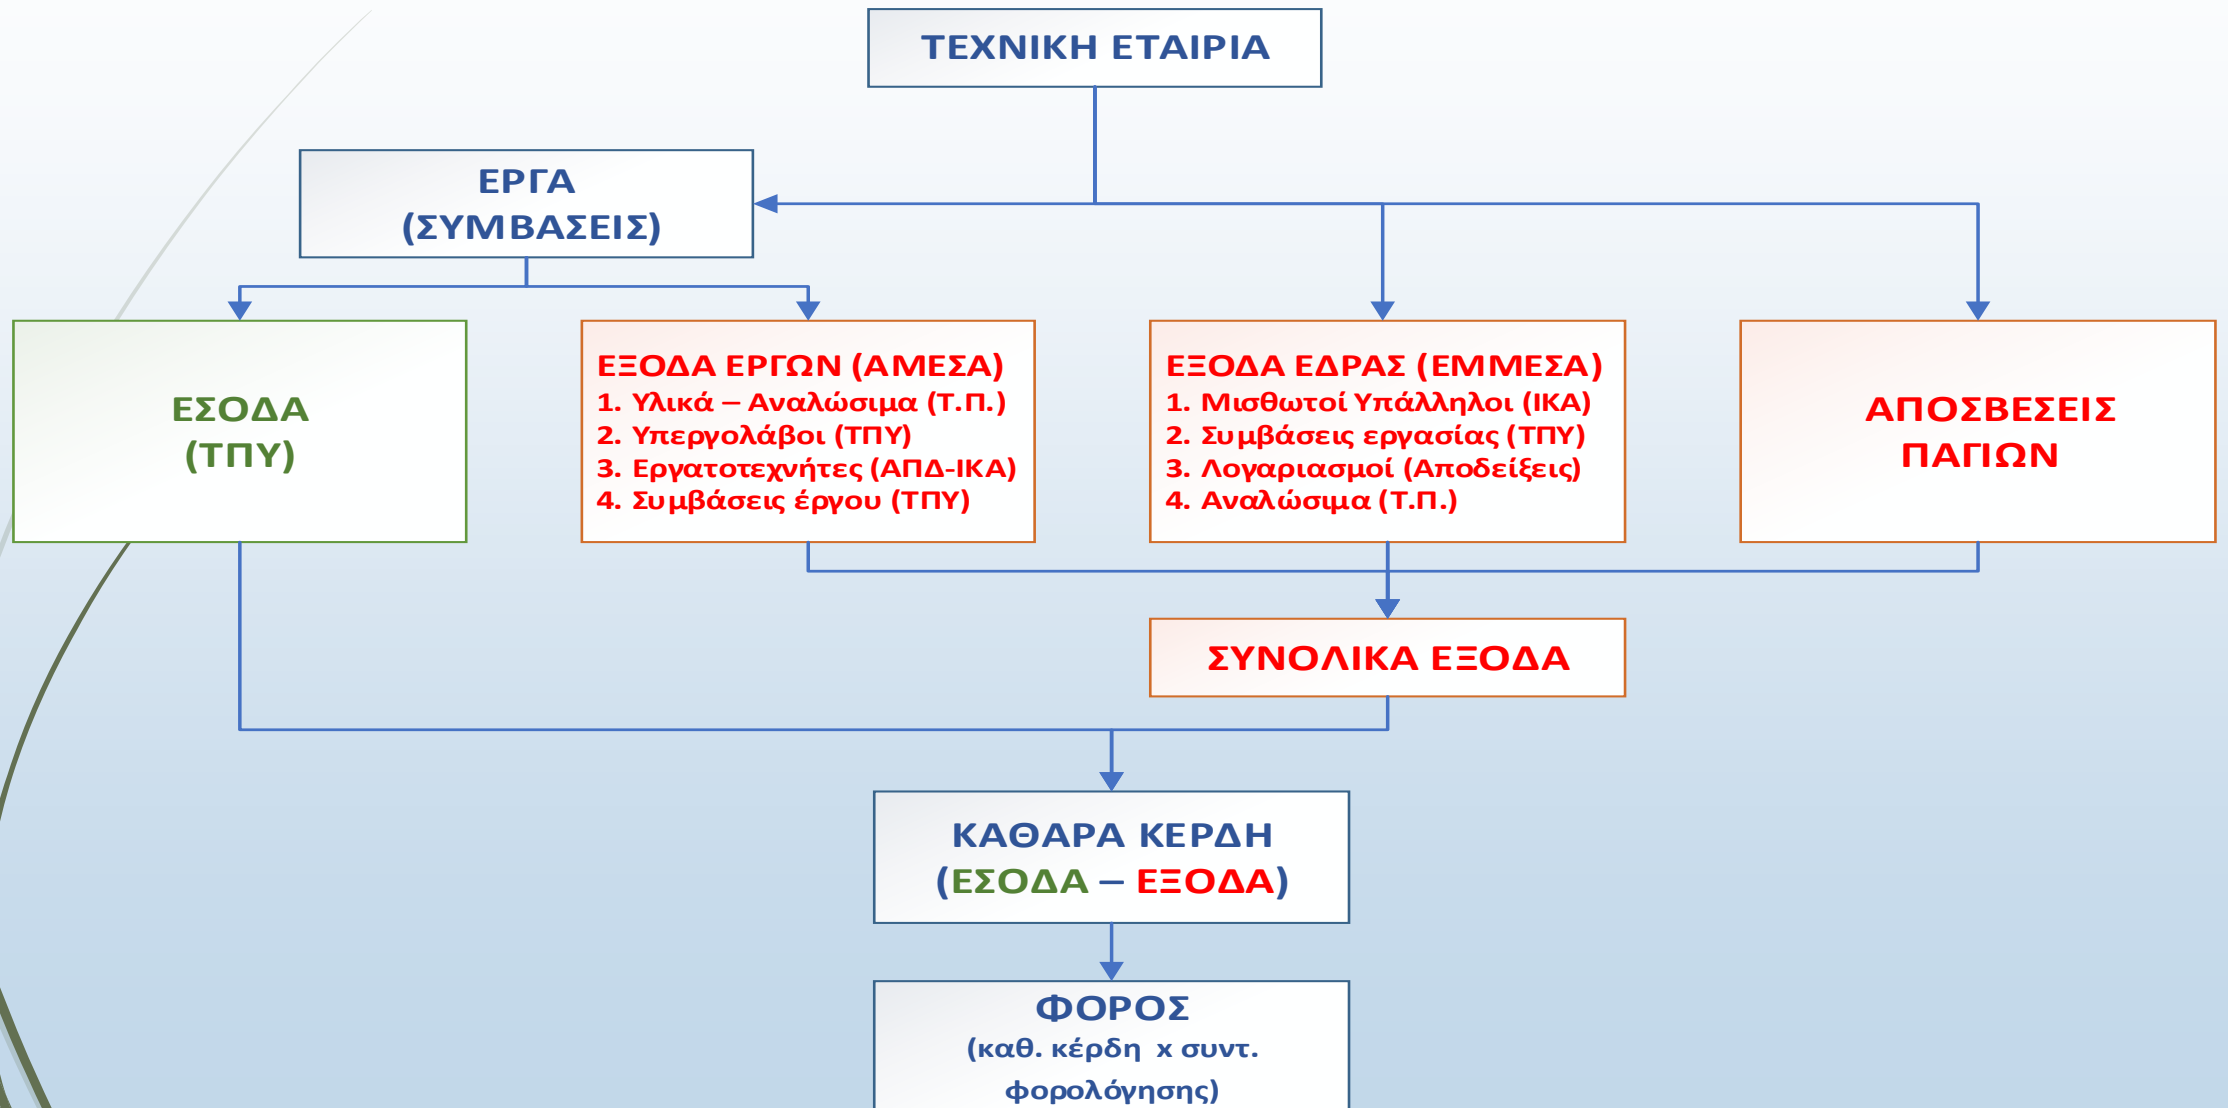 ΤΕΧΝΙΚΗ ΕΤΑΙΡΙΑ
ΕΡΓΑ
(ΣΥΜΒΑΣΕΙΣ)
ΕΣΟΔΑ
(ΤΠΥ)
ΕΞΟΔΑ ΕΡΓΩΝ (ΑΜΕΣΑ)
1. Υλικά – Αναλώσιμα (Τ.Π.)
2. Υπεργολάβοι (ΤΠΥ)
3. Εργατοτεχνήτες (ΑΠΔ-ΙΚΑ)
4. Συμβάσεις έργου (ΤΠΥ)
ΕΞΟΔΑ ΕΔΡΑΣ (ΕΜΜΕΣΑ)
1. Μισθωτοί Υπάλληλοι (ΙΚΑ)
2. Συμβάσεις εργασίας (ΤΠΥ)
3. Λογαριασμοί (Αποδείξεις)
4. Αναλώσιμα (Τ.Π.)
ΑΠΟΣΒΕΣΕΙΣ
ΠΑΓΙΩΝ
ΣΥΝΟΛΙΚΑ ΕΞΟΔΑ
ΚΑΘΑΡΑ ΚΕΡΔΗ
(ΕΣΟΔΑ – ΕΞΟΔΑ)
ΦΟΡΟΣ
(καθ. κέρδη x συντ.
φορολόγησης)